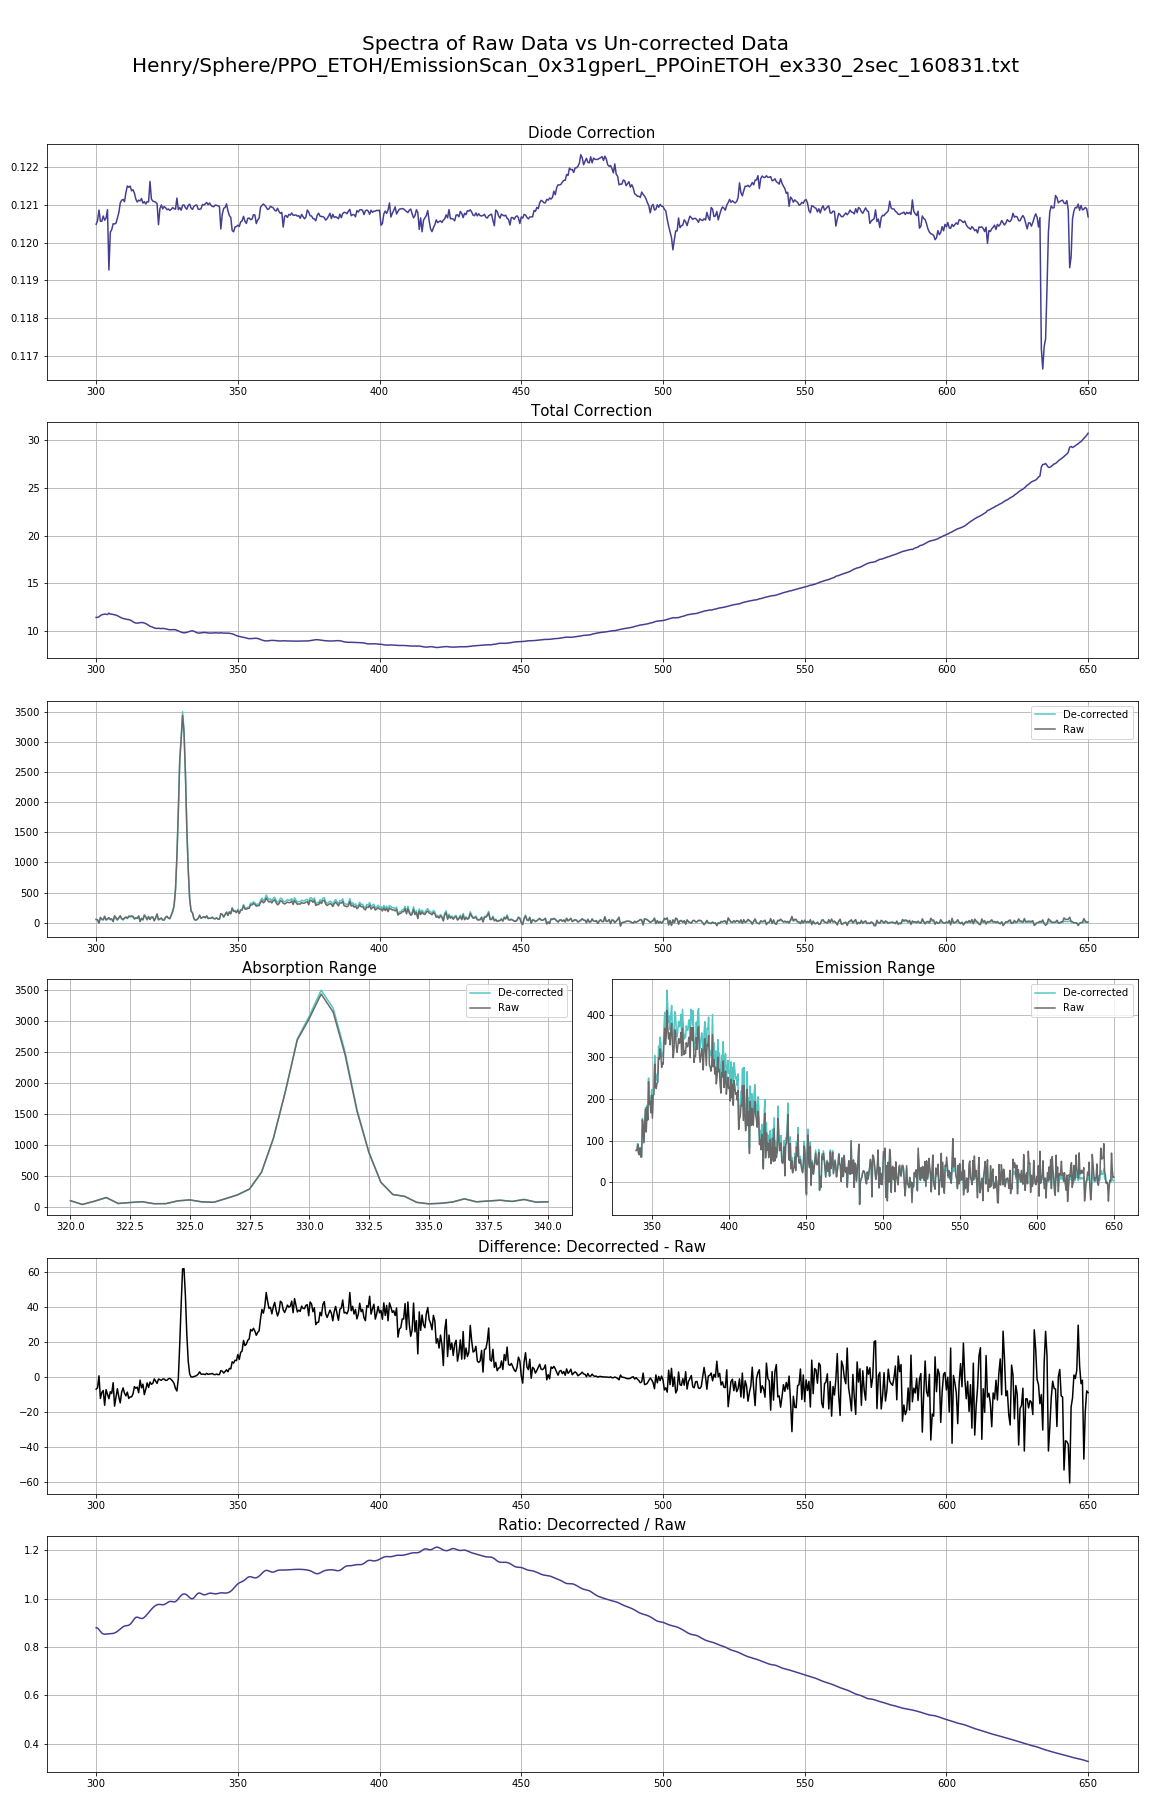 Spectra of Raw Data vs Un-corrected Data
Henry/Sphere/PPO_ETOH/EmissionScan_0x31gperL_PPOinETOH_ex330_2sec_160831.txt
Diode Correction
0.122
0.121
0.120
0.119
0.118
0.117
300 350 400 450 500 550 600 650
Total Correction
30
25
20
15
10
300 350 400 450 500 550 600 650
3500
3000
2500
2000
1500
1000
500
0
De-corrected
Raw
300 350 400 450 500 550 600 650
Absorption Range
3500
3000
2500
2000
1500
1000
500
0
De-corrected
Raw
320.0 322.5 325.0 327.5 330.0 332.5 335.0 337.5 340.0
Emission Range
400
300
200
100
0
De-corrected
Raw
350 400 450 500 550 600 650
Difference: Decorrected - Raw
60
40
20
0
−20
−40
−60
300 350 400 450 500 550 600 650
Ratio: Decorrected / Raw
1.2
1.0
0.8
0.6
0.4
300 350 400 450 500 550 600 650